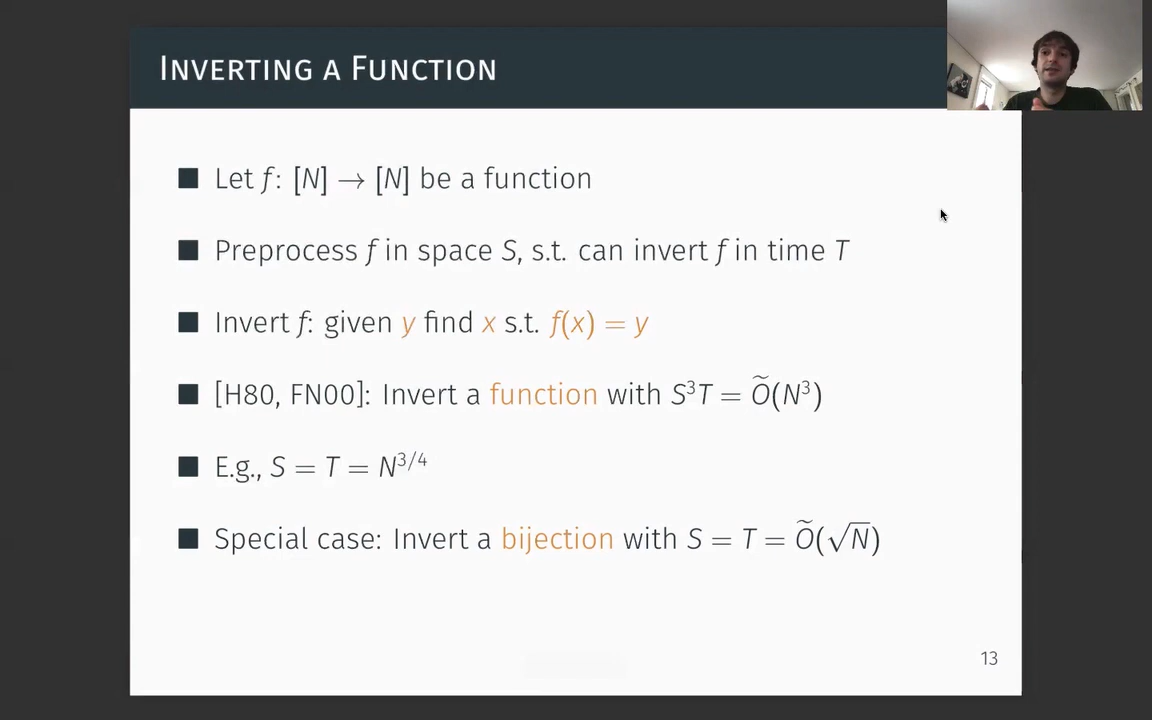 Inverting a Function
Let f: [N] → [N] be a function
Preprocess f in space S, s.t. can invert f in time T
Invert f: given y find x s.t. f(x) = y
[H80, FN00]: Invert a function with S³T = Õ(N³)
E.g., S = T = N^{3/4}
Special case: Invert a bijection with S = T = Õ(√N)
13